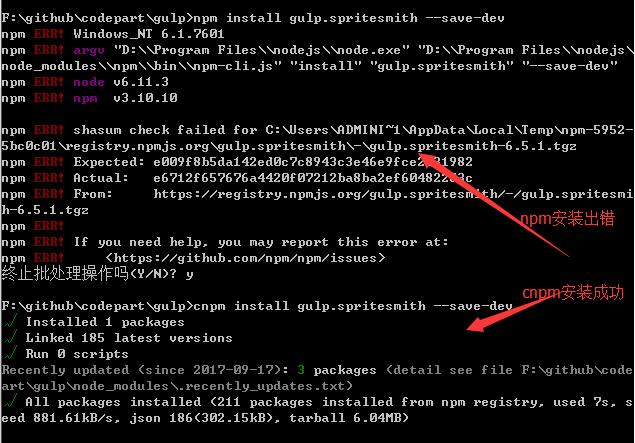 F:\github\codepart\gulp>npm install gulp.spritesmith --save-dev
npm ERR! Windows_NT 6.1.7601
npm ERR! argv "D:\\Program Files\\nodejs\\node.exe" "D:\\Program Files\\nodejs\
node_modules\\npm\\bin\\npm-cli.js" "install" "gulp.spritesmith" "--save-dev"
npm ERR! node v6.11.3
npm ERR! npm  v3.10.10
npm ERR! shasum check failed for C:\Users\ADMINI~1\AppData\Local\Temp\npm-5952-
5bc0c01\registry.npmjs.org\gulp.spritesmith\-\gulp.spritesmith-6.5.1.tgz
npm ERR! Expected: 
npm ERR! Actual:   
npm ERR! From:     https://registry.npmjs.org/gulp.spritesmith/-/gulp.spritesmi
h-6.5.1.tgz
npm安装出错
npm ERR!
npm ERR! If you need help, you may report this error at:
npm ERR!     <https://github.com/npm/npm/issues>
终止批处理操作吗(Y/N)? y
cnpm安装成功
F:\github\codepart\gulp>cnpm install gulp.spritesmith --save-dev
√ Installed 1 packages
√ Linked 185 latest versions
√ Run 0 scripts
Recently updated (since 2017-09-17): 3 packages (detail see file F:\github\code
art\gulp\node_modules\.recently_updates.txt)
√ All packages installed (211 packages installed from npm registry, used 7s, s
eed 881.61kB/s, json 186(302.15kB), tarball 6.04MB)